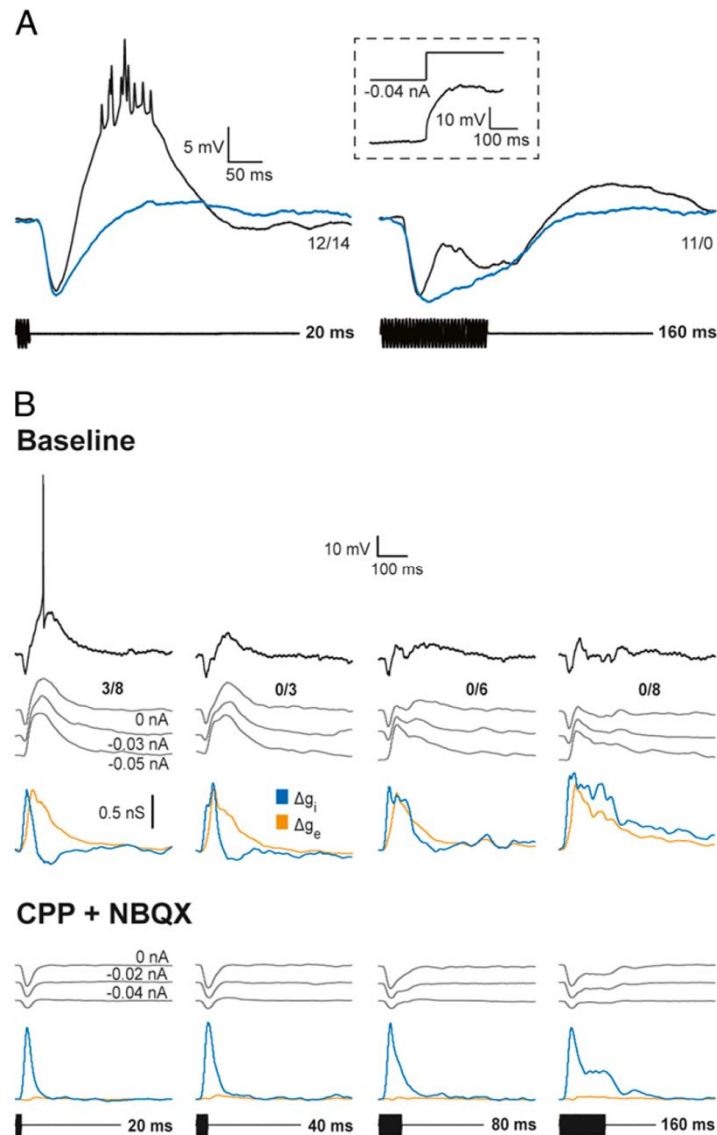 A
-0.04 nA
10 mV
100 ms
5 mV
50 ms
12/14
11/0
20 ms
160 ms
B
Baseline
10 mV
100 ms
3/8
0/3
0/6
0/8
0 nA
-0.03 nA
-0.05 nA
0.5 nS
Δgi
Δge
CPP + NBQX
0 nA
-0.02 nA
-0.04 nA
20 ms
40 ms
80 ms
160 ms